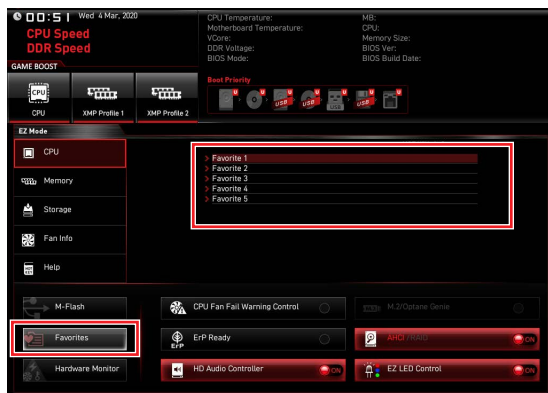 00:51 Wed 4 Mar, 2020
CPU Speed
DDR Speed
GAME BOOST
CPU
CPU
XMP Profile 1
XMP Profile 2
CPU Temperature:
Motherboard Temperature:
VCore:
DDR Voltage:
BIOS Mode:
MB:
CPU:
Memory Size:
BIOS Ver:
BIOS Build Date:
Boot Priority
U U U U U U U
USB USB USB USB
EZ Mode
CPU
Memory
Storage
Fan Info
Help
Favorite 1
Favorite 2
Favorite 3
Favorite 4
Favorite 5
M-Flash
Favorites
Hardware Monitor
CPU Fan Fail Warning Control
ErP
ErP Ready
HD Audio Controller
ON
M.2/Optane Genie
AHCI /RAID
ON
EZ LED Control
ON